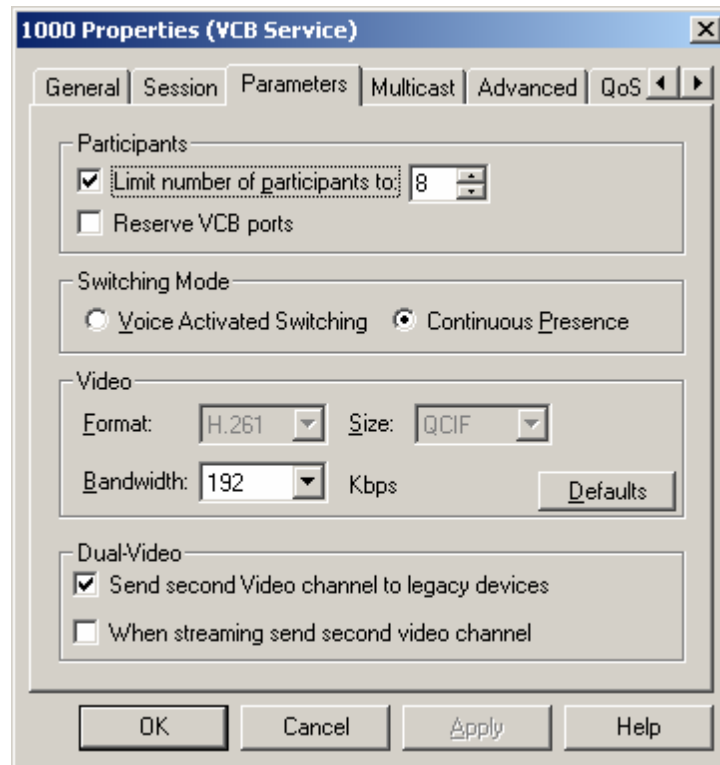 1000 Properties (VCB Service)
General Session Parameters Multicast Advanced QoS
Participants
Limit number of participants to: 8
Reserve VCB ports
Switching Mode
Voice Activated Switching Continuous Presence
Video
Format: H.261 Size: QCIF
Bandwidth: 192 Kbps Defaults
Dual-Video
Send second Video channel to legacy devices
When streaming send second video channel
OK Cancel Apply Help